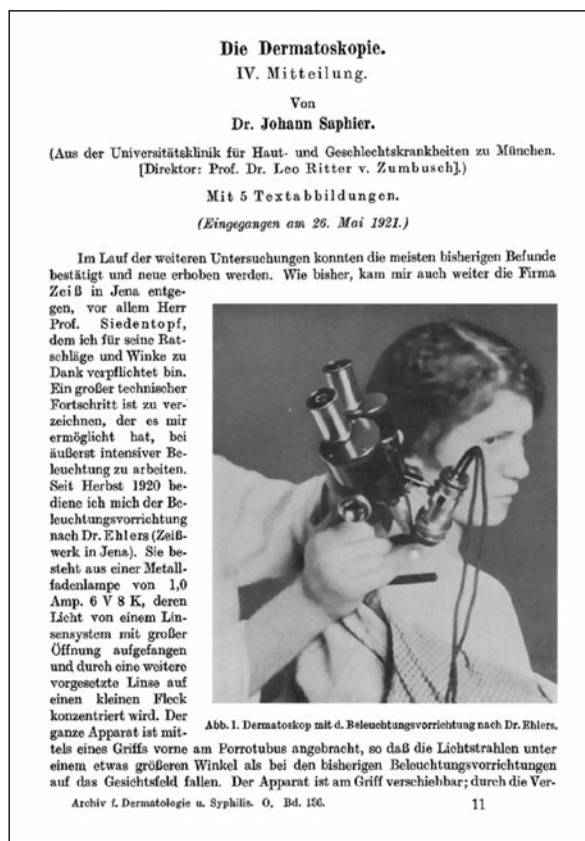 Die Dermatoskopie.
IV. Mitteilung.
Von
Dr. Johann Saphier.
(Aus der Universitätsklinik für Haut- und Geschlechtskrankheiten zu München.
[Direktor: Prof. Dr. Leo Ritter v. Zumbusch].)
Mit 5 Textabbildungen.
(Eingegangen am 26. Mai 1921.)
Im Lauf der weiteren Untersuchungen konnten die meisten bisherigen Befunde
bestätigt und neue erhoben werden. Wie bisher, kam mir auch weiter die Firma
Zeiß in Jena entge-
gen, vor allem Herr
Prof. Siedentopf,
dem ich für seine Rat-
schläge und Winke zu
Dank verpflichtet bin.
Ein großer technischer
Fortschritt ist zu ver-
zeichnen, der es mir
ermöglicht hat, bei
äußerst intensiver Be-
leuchtung zu arbeiten.
Seit Herbst 1920 be-
diene ich mich der Be-
leuchtungsvorrichtung
nach Dr. Ehlers (Zeiß-
werk in Jena). Sie be-
steht aus einer Metall-
fadenlampe von 1,0
Amp. 6 V 8 K, deren
Licht von einem Lin-
sensystem mit großer
Öffnung aufgefangen
und durch eine weitere
vorgesetzte Linse auf
einen kleinen Fleck
konzentriert wird. Der
ganze Apparat ist mit-
Abb. 1. Dermatoskop mit d. Beleuchtungsvorrichtung nach Dr. Ehlers.
tels eines Griffs vorne am Porrotubus angebracht, so daß die Lichtstrahlen unter
einem etwas größeren Winkel als bei den bisherigen Beleuchtungsvorrichtungen
auf das Gesichtsfeld fallen. Der Apparat ist am Griff verschiebbar; durch die Ver-
Archiv f. Dermatologie u. Syphilis. O. Bd. 136.
11